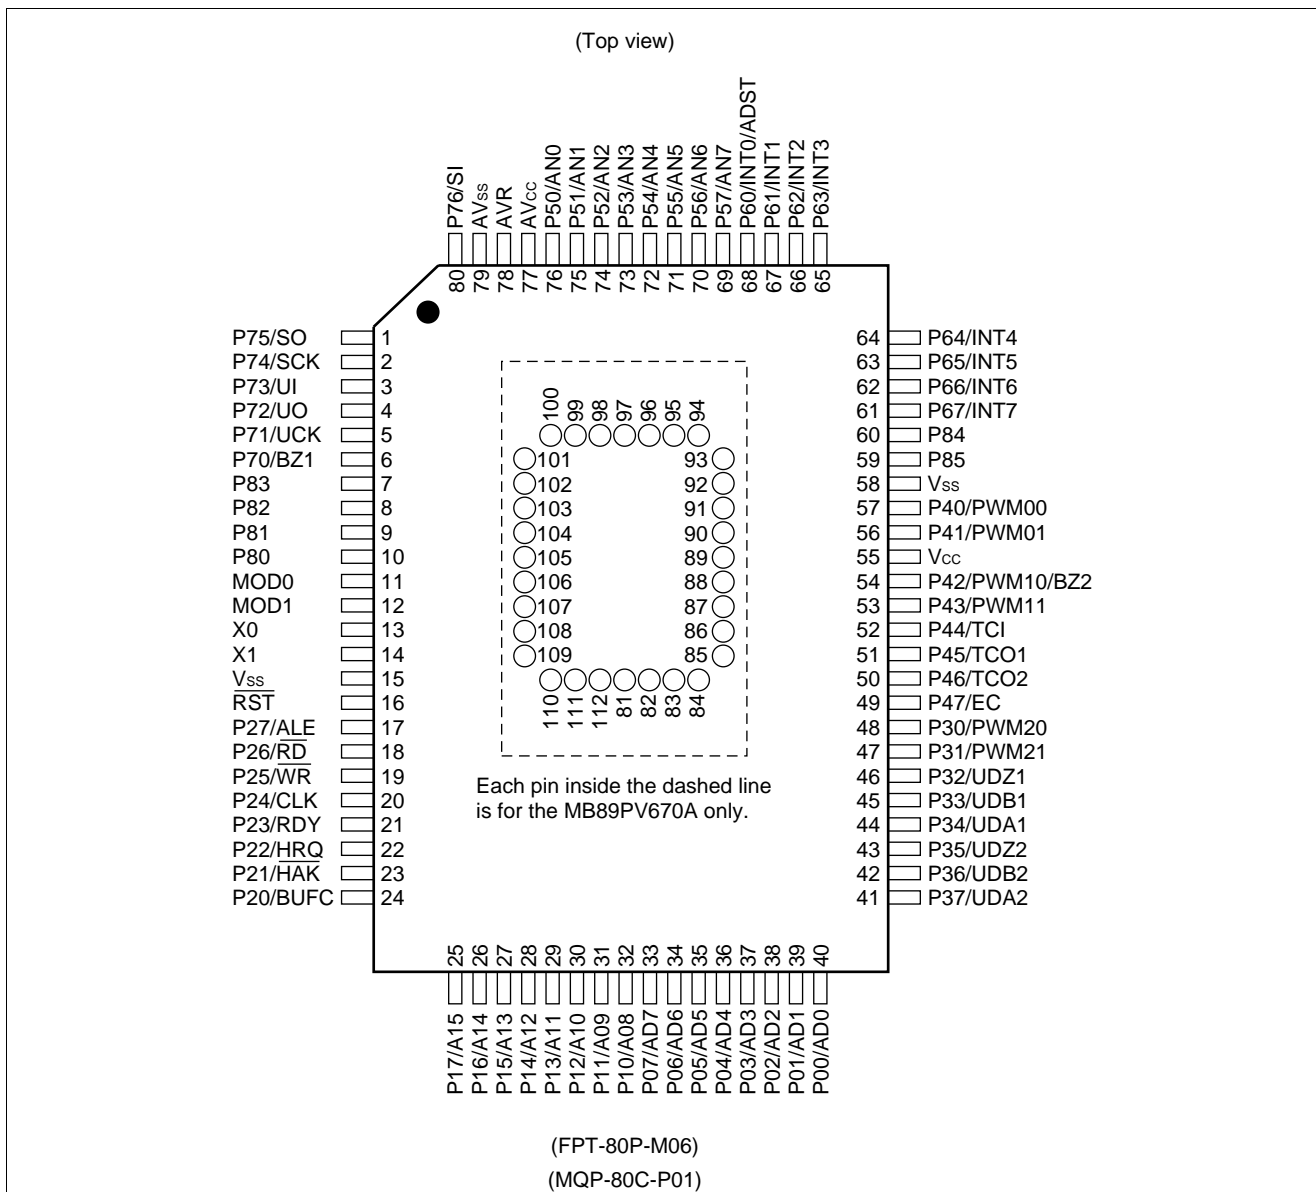 (Top view)
P76/SI
AVss
AVR
AVcc
P50/AN0
P51/AN1
P52/AN2
P53/AN3
P54/AN4
P55/AN5
P56/AN6
P57/AN7
P60/INT0/ADST
P61/INT1
P62/INT2
P63/INT3
80
79
78
77
76
75
74
73
72
71
70
69
68
67
66
65
P75/SO 1
P74/SCK 2
P73/UI 3
P72/UO 4
P71/UCK 5
P70/BZ1 6
P83 7
P82 8
P81 9
P80 10
MOD0 11
MOD1 12
X0 13
X1 14
Vss 15
R̅S̅T̅ 16
P27/ALE 17
P26/R̅D̅ 18
P25/W̅R̅ 19
P24/CLK 20
P23/RDY 21
P22/HRQ 22
P21/H̅A̅K̅ 23
P20/BUFC 24
100
99
98
97
96
95
94
101
102
103
104
105
106
107
108
109
93
92
91
90
89
88
87
86
85
110
111
112
81
82
83
84
Each pin inside the dashed line
is for the MB89PV670A only.
64 P64/INT4
63 P65/INT5
62 P66/INT6
61 P67/INT7
60 P84
59 P85
58 Vss
57 P40/PWM00
56 P41/PWM01
55 Vcc
54 P42/PWM10/BZ2
53 P43/PWM11
52 P44/TCI
51 P45/TCO1
50 P46/TCO2
49 P47/EC
48 P30/PWM20
47 P31/PWM21
46 P32/UDZ1
45 P33/UDB1
44 P34/UDA1
43 P35/UDZ2
42 P36/UDB2
41 P37/UDA2
25
26
27
28
29
30
31
32
33
34
35
36
37
38
39
40
P17/A15
P16/A14
P15/A13
P14/A12
P13/A11
P12/A10
P11/A09
P10/A08
P07/AD7
P06/AD6
P05/AD5
P04/AD4
P03/AD3
P02/AD2
P01/AD1
P00/AD0
(FPT-80P-M06)
(MQP-80C-P01)